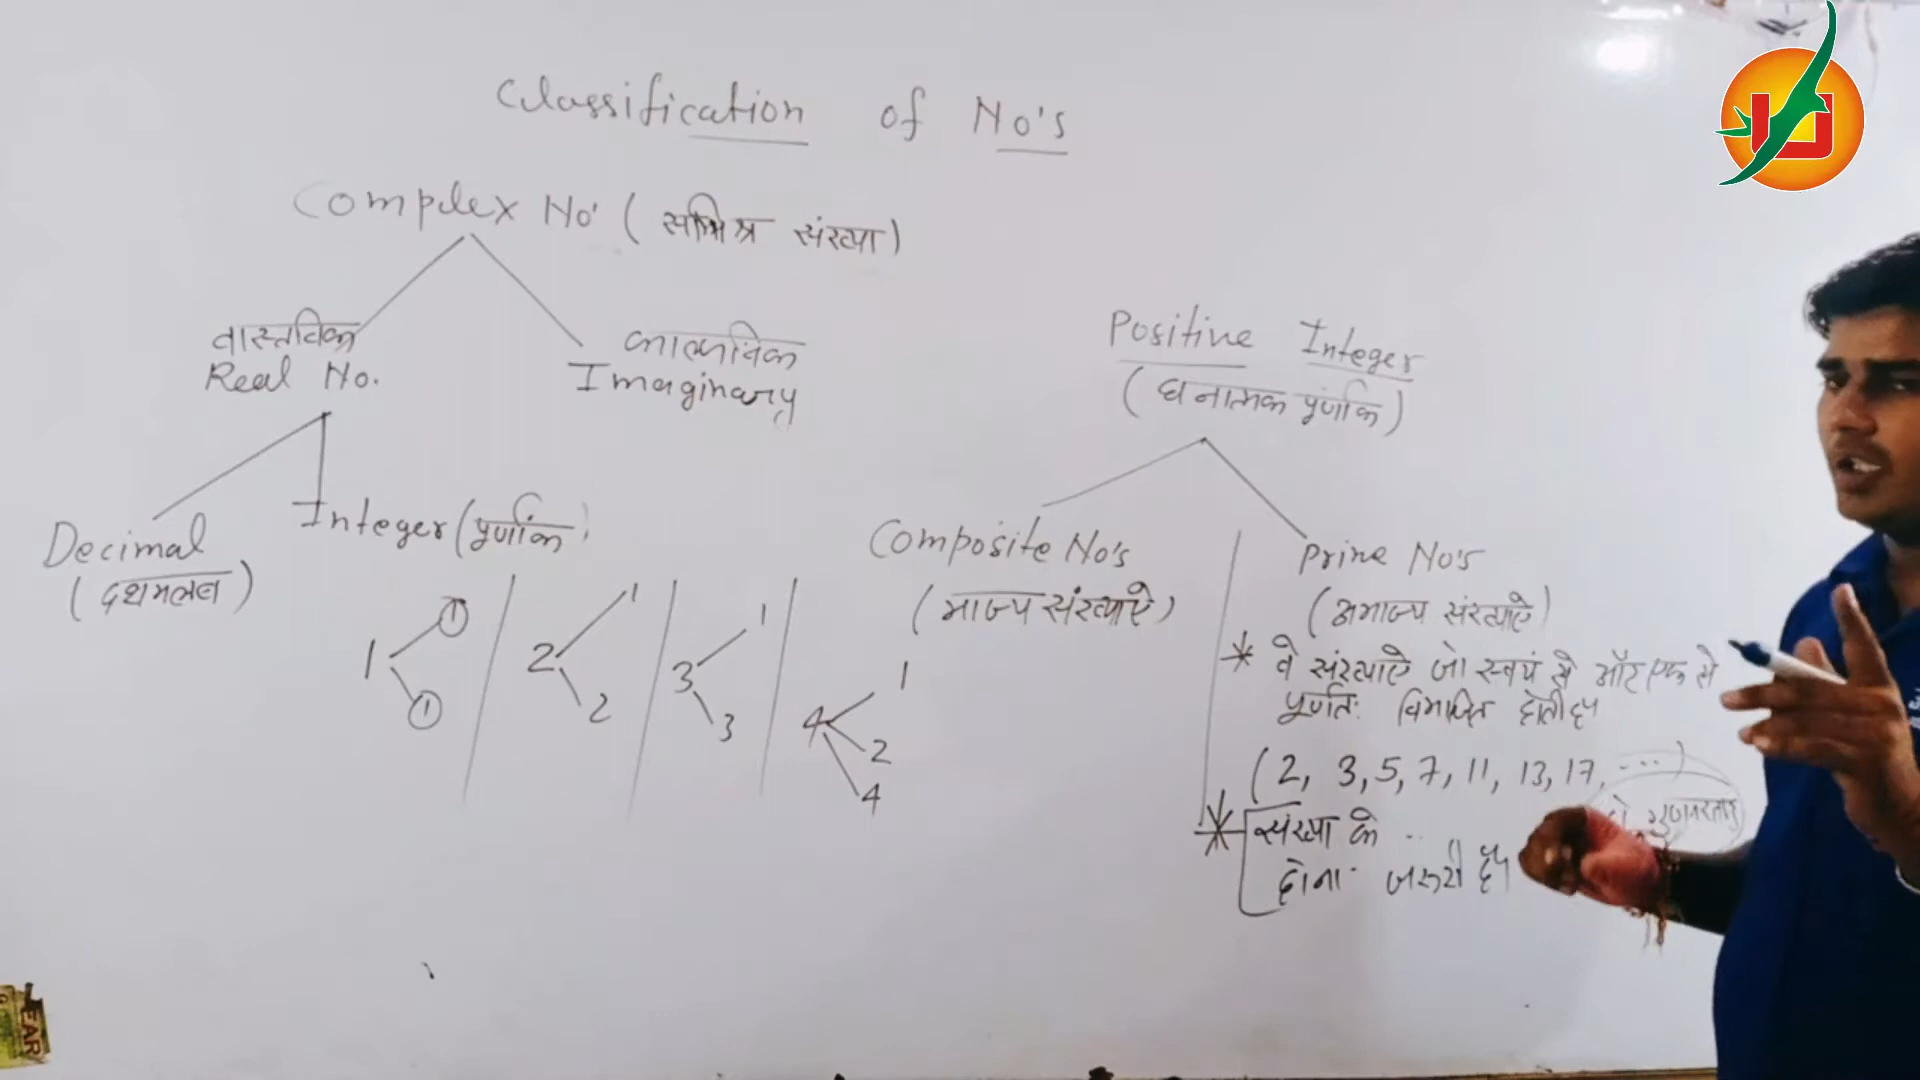 Classification of No's
Complex No' (सम्मिश्र संख्या)
वास्तविक
Real No.
काल्पनिक
Imaginary
Decimal
(दशमलव)
Integer (पूर्णांक)
1 1 1
2 1 2
3 1 3
4 1 2 4
Positive Integer
(धनात्मक पूर्णांक)
Composite No's
(भाज्य संख्याऐ)
Prime No's
(अभाज्य संख्याऐ)
* वे संख्याऐ जो स्वयं से और एक से
पूर्णतः विभाजित होती है
(2, 3, 5, 7, 11, 13, 17, ...)
* संख्या के
होना जरूरी है
EAR